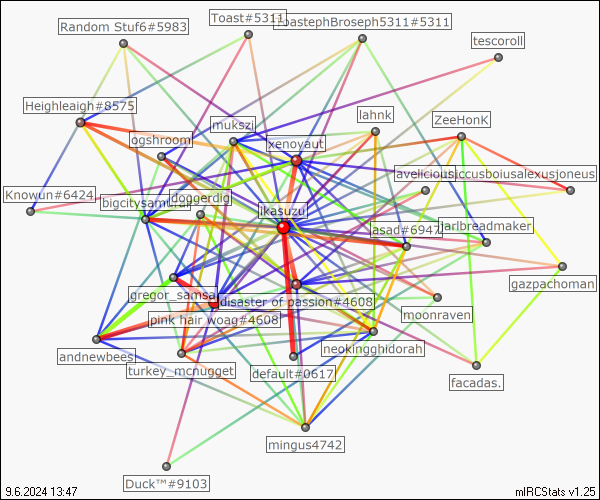 Toast#5311
ToastephBroseph5311#5311
Random Stuf6#5983
tescoroll
Heighleaigh#8575
lahnk
ZeeHonK
mukszi
ogshroom
xenoyaut
aveliciousiccusboiusalexusjoneus
Knowun#6424
bigcitysamurai
doggerdig
ikasuzu
asad#6947
jarlbreadmaker
gazpachoman
gregor_samsa
disaster of passion#4608
moonraven
pink hair woag#4608
andnewbees
neokingghidorah
turkey_mcnugget
default#0617
facadas.
mingus4742
Duck™#9103
9.6.2024 13:47
mIRCStats v1.25